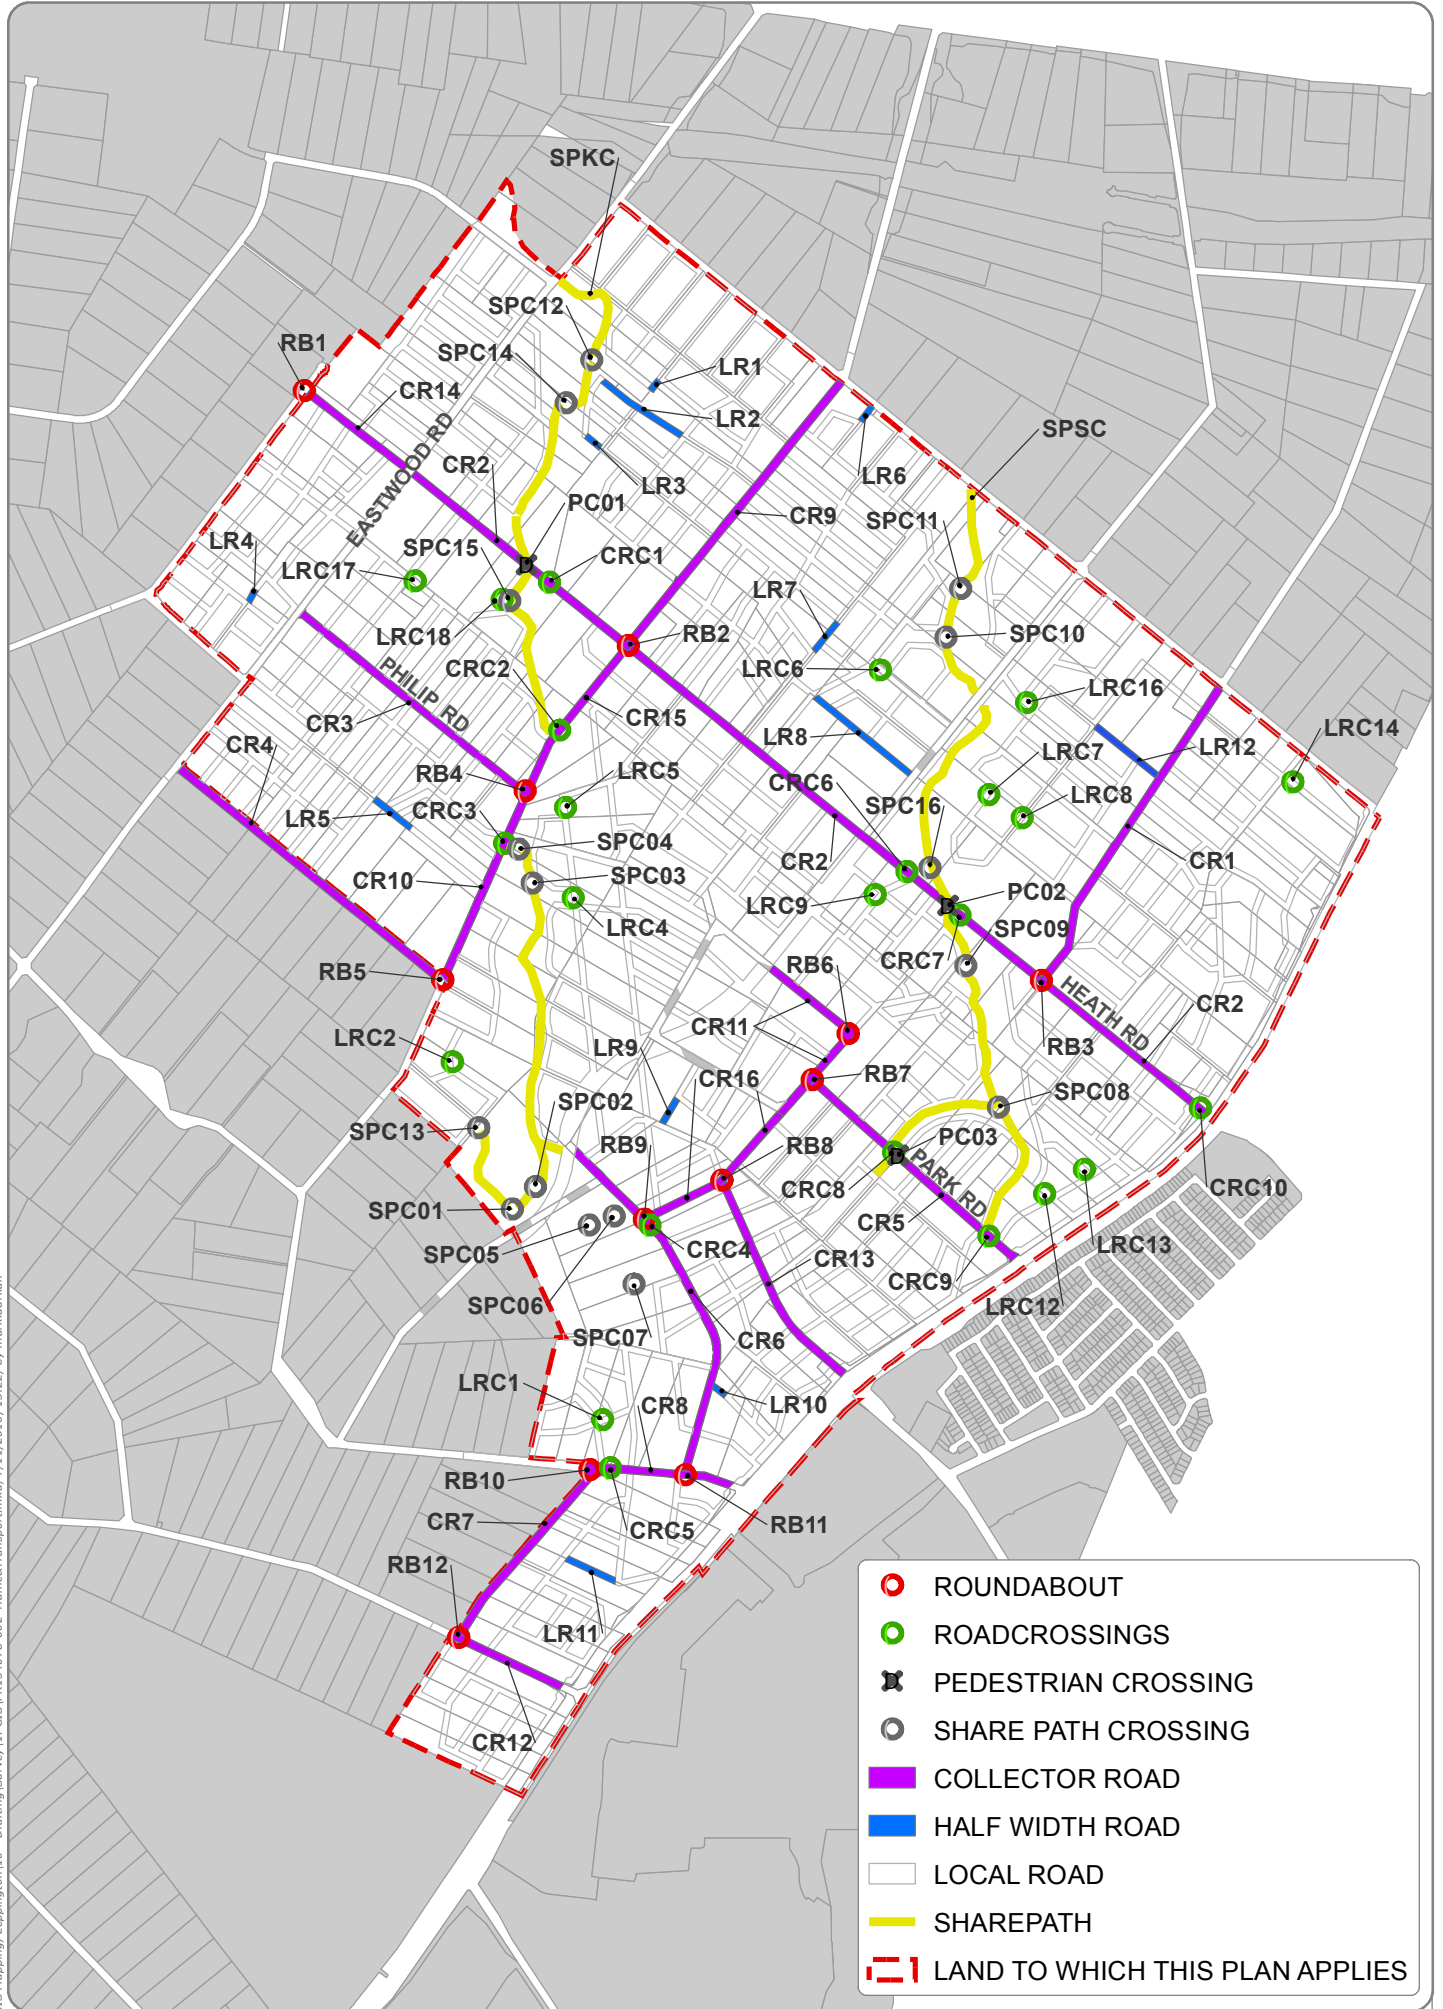 SPKC
SPC12
RB1
SPC14
LR1
CR14
LR2
SPSC
EASTWOOD RD
CR2
LR3
LR6
PC01
CR9
SPC11
LR4
SPC15
CRC1
LRC17
LR7
LRC18
RB2
SPC10
CRC2
LRC6
LRC16
PHILIP RD
CR3
CR15
LR8
LRC14
CR4
LR12
RB4
LRC5
LRC7
CRC6
SPC16
LRC8
CRC3
LR5
SPC04
CR2
CR1
CR10
SPC03
PC02
LRC9
LRC4
SPC09
CRC7
RB5
RB6
HEATH RD
CR2
CR11
LRC2
LR9
RB3
RB7
CR16
SPC02
SPC08
SPC13
PC03
RB9
RB8
PARK RD
CRC8
CRC10
SPC01
CR5
SPC05
CRC4
LRC13
CR13
CRC9
SPC06
LRC12
SPC07
CR6
LRC1
CR8
LR10
RB10
CR7
CRC5
RB11
RB12
LR11
CR12
ROUNDABOUT
ROADCROSSINGS
PEDESTRIAN CROSSING
SHARE PATH CROSSING
COLLECTOR ROAD
HALF WIDTH ROAD
LOCAL ROAD
SHAREPATH
LAND TO WHICH THIS PLAN APPLIES